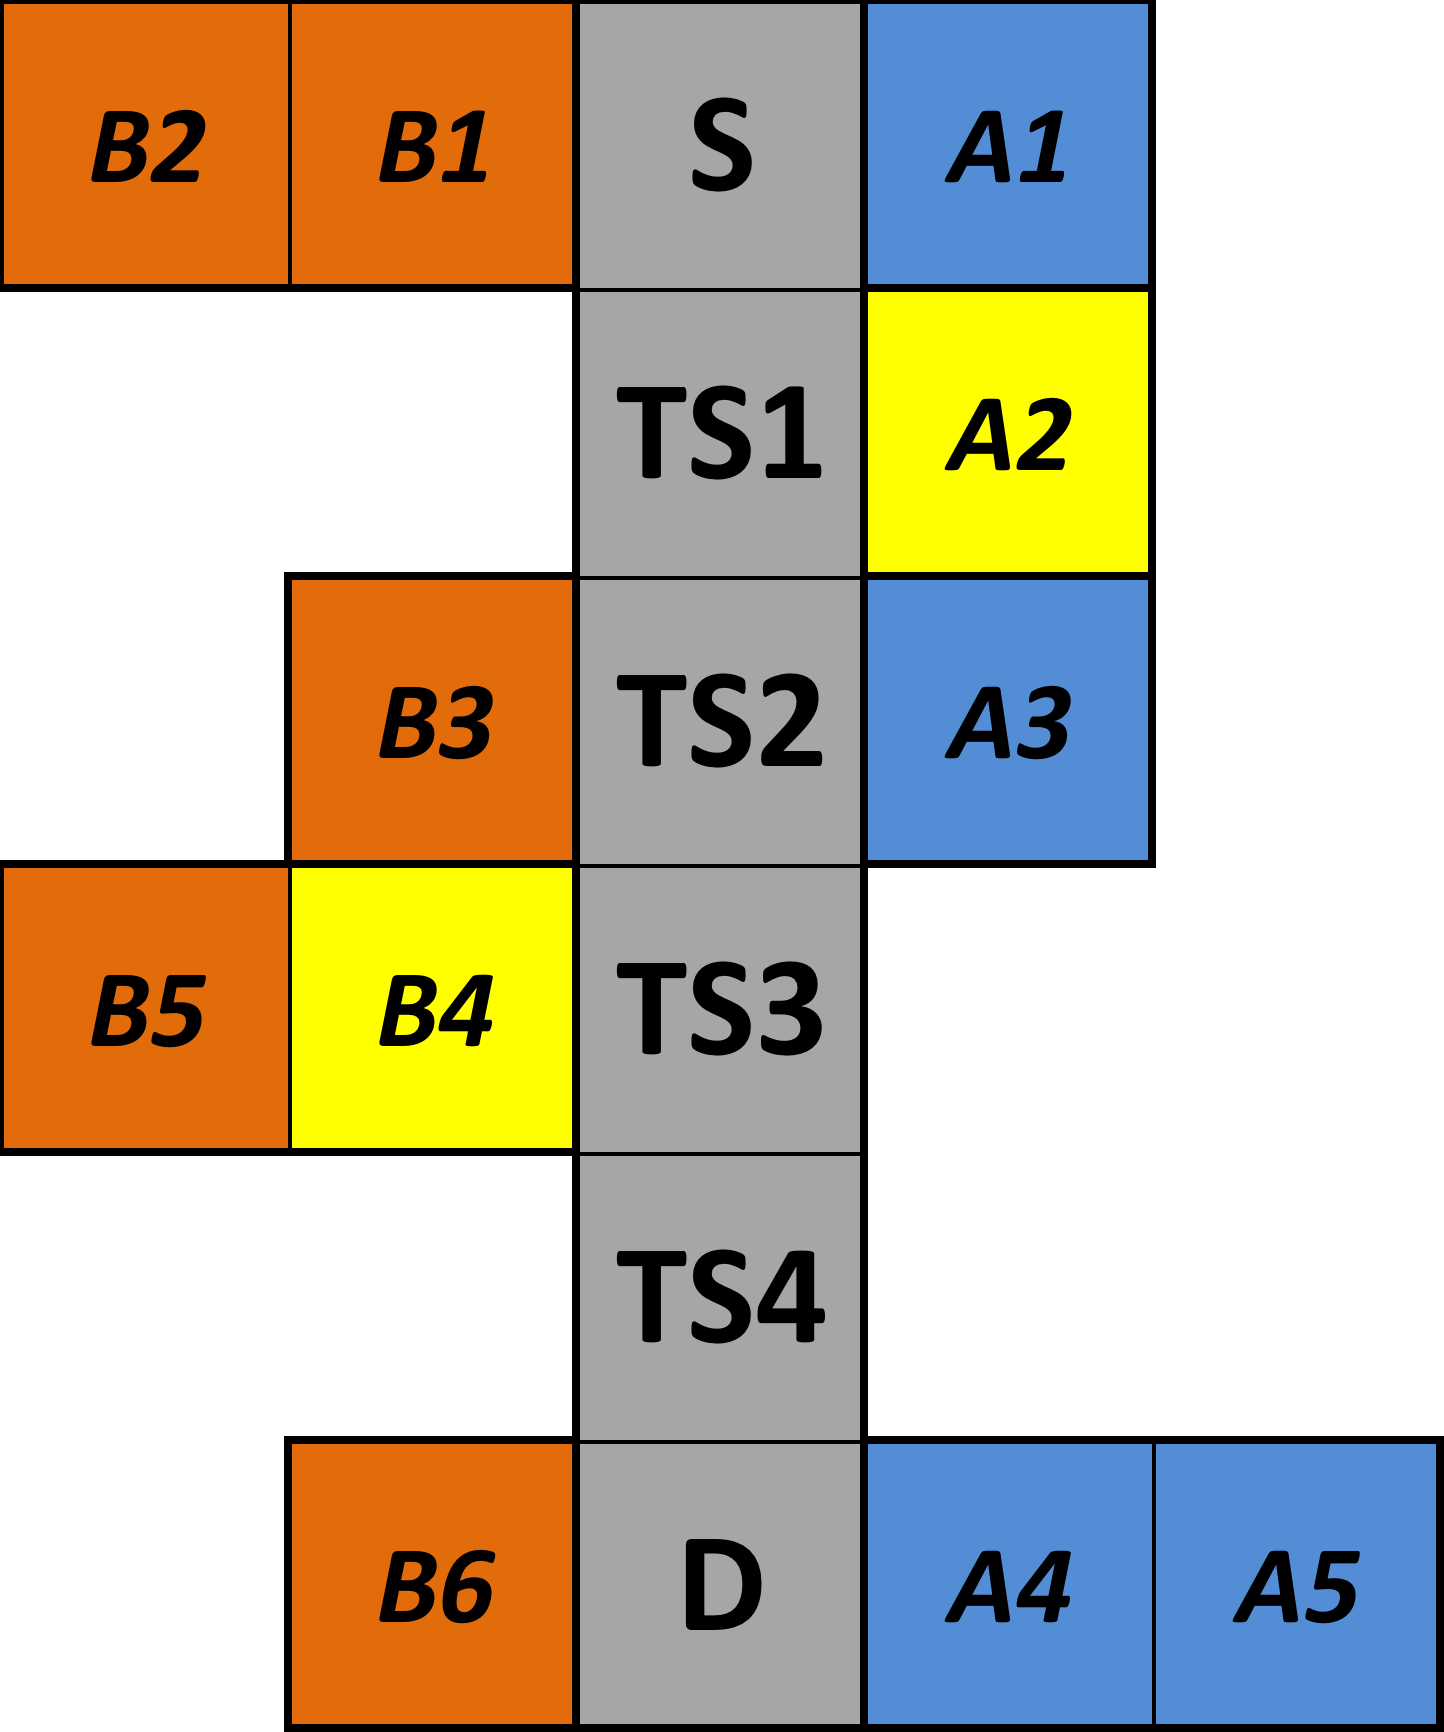 B2 B1 S A1
TS1 A2
B3 TS2 A3
B5 B4 TS3
TS4
B6 D A4 A5